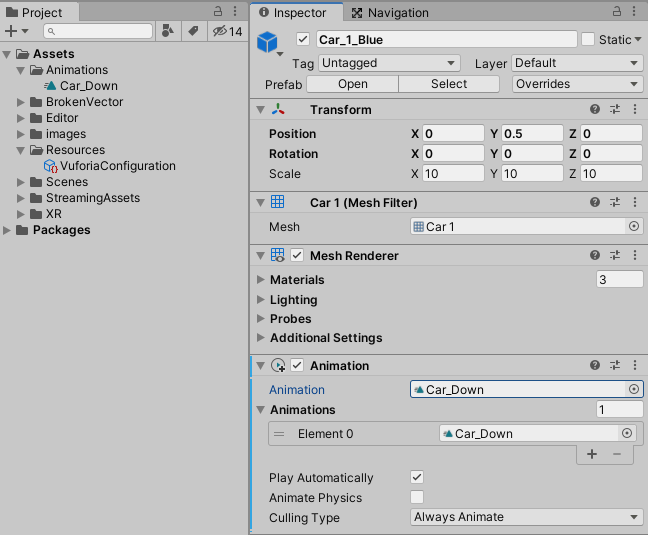 Project
14
Assets
Animations
Car_Down
BrokenVector
Editor
images
Resources
VuforiaConfiguration
Scenes
StreamingAssets
XR
Packages
Inspector Navigation
Car_1_Blue Static
Tag Untagged Layer Default
Prefab Open Select Overrides
Transform
Position X 0 Y 0.5 Z 0
Rotation X 0 Y 0 Z 0
Scale X 10 Y 10 Z 10
Car 1 (Mesh Filter)
Mesh Car 1
Mesh Renderer
Materials 3
Lighting
Probes
Additional Settings
Animation
Animation Car_Down
Animations 1
Element 0 Car_Down
Play Automatically
Animate Physics
Culling Type Always Animate